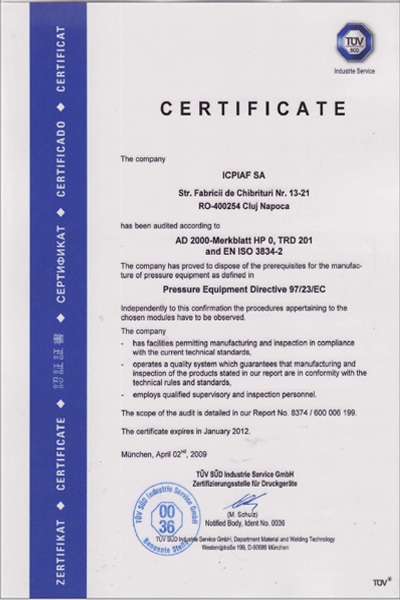 TÜV
SÜD
Industrie Service
CERTIFICATE
The company
ICPIAF SA
Str. Fabricii de Chibrituri Nr. 13-21
RO-400254 Cluj Napoca
has been audited according to
AD 2000-Merkblatt HP 0, TRD 201
and EN ISO 3834-2
The company has proved to dispose of the prerequisites for the manufac-
ture of pressure equipment as defined in
Pressure Equipment Directive 97/23/EC
Independently to this confirmation the procedures appertaining to the
chosen modules have to be observed.
The company
- has facilities permitting manufacturing and inspection in compliance
with the current technical standards,
- operates a quality system which guarantees that manufacturing and
inspection of the products stated in our report are in conformity with the
technical rules and standards,
- employs qualified supervisory and inspection personnel.
The scope of the audit is detailed in our Report No. 8374 / 600 006 199.
The certificate expires in January 2012.
München, April 02nd, 2009
TÜV SÜD Industrie Service GmbH
Zertifizierungsstelle für Druckgeräte
(M. Schulz)
Notified Body, Ident No. 0036
TÜV SÜD Industrie Service GmbH, Department Material and Welding Technology
Westendstraße 199, D-80686 München
TÜV SÜD Industrie Service GmbH
00
36
Benannte Stelle
TÜV®
ZERTIFIKAT ◆ CERTIFICATE ◆ 認証証書 ◆ СЕРТИФИКАТ ◆ CERTIFICADO ◆ CERTIFICAT